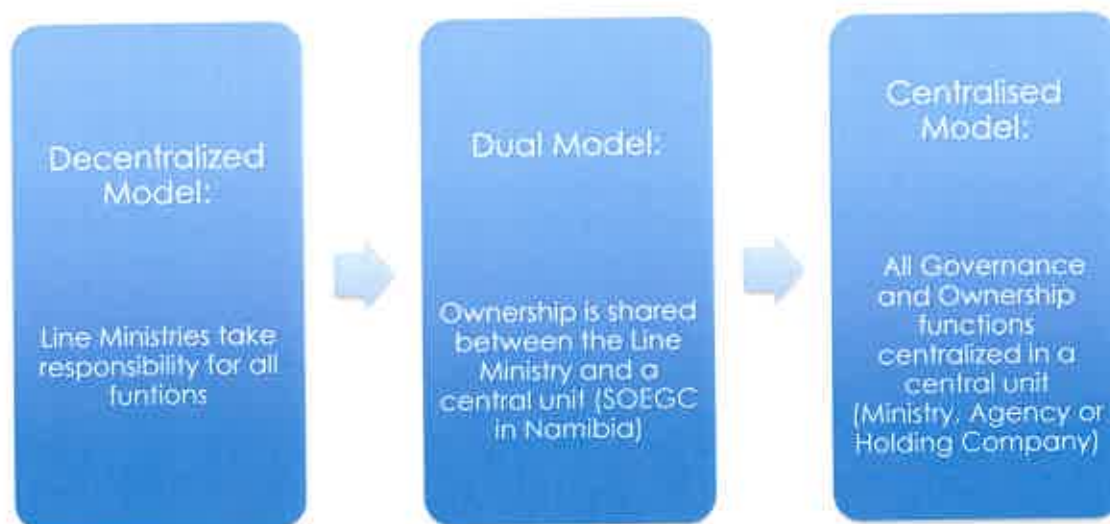 Decentralized
Model:
Line Ministries take
responsibility for all
funtions
Dual Model:
Ownership is shared
between the Line
Ministry and a
central unit (SOEGC
in Namibia)
Centralised
Model:
All Governance
and Ownership
functions
centralized in a
central unit
(Ministry, Agency or
Holding Company)